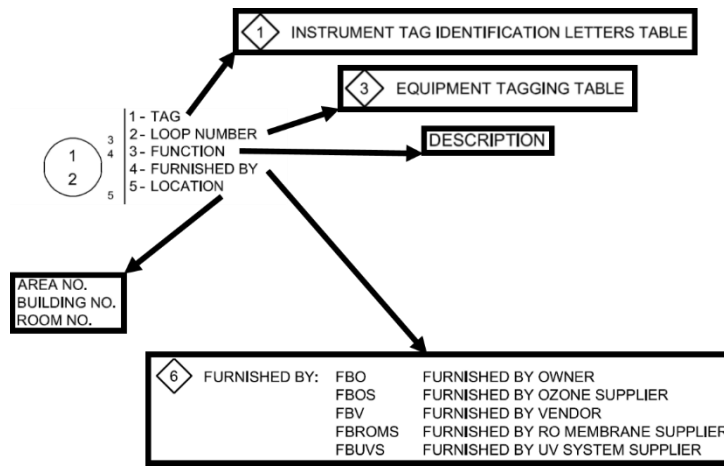 1 INSTRUMENT TAG IDENTIFICATION LETTERS TABLE
3 EQUIPMENT TAGGING TABLE
1 - TAG
2 - LOOP NUMBER
3 - FUNCTION
4 - FURNISHED BY
5 - LOCATION
1
2
3
4
5
DESCRIPTION
AREA NO.
BUILDING NO.
ROOM NO.
6 FURNISHED BY: FBO FURNISHED BY OWNER
FBOS FURNISHED BY OZONE SUPPLIER
FBV FURNISHED BY VENDOR
FBROMS FURNISHED BY RO MEMBRANE SUPPLIER
FBUVS FURNISHED BY UV SYSTEM SUPPLIER